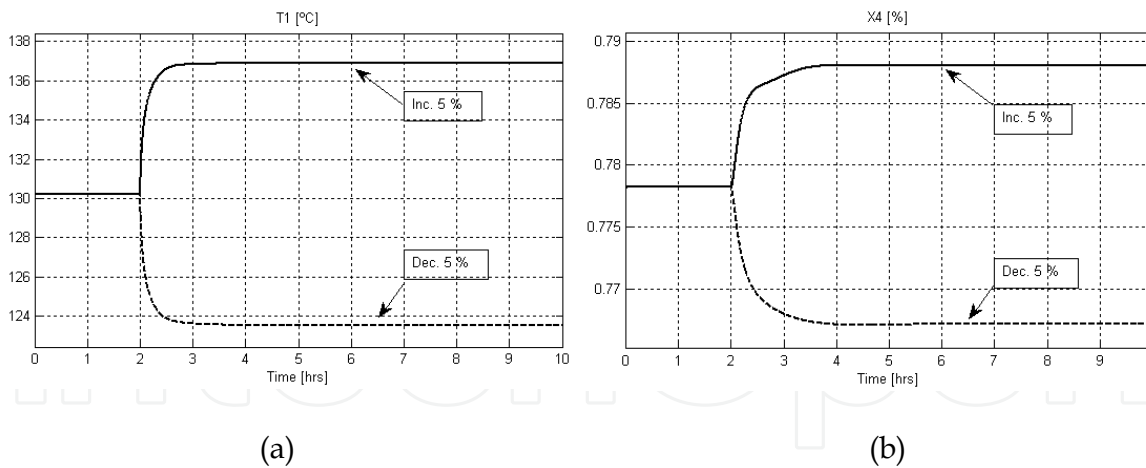 T1 [ºC]
138
136
134
132
130
128
126
124
0 1 2 3 4 5 6 7 8 9 10
Time [hrs]
Inc. 5 %
Dec. 5 %
(a)
X4 [%]
0.79
0.785
0.78
0.775
0.77
0 1 2 3 4 5 6 7 8 9
Time [hrs]
Inc. 5 %
Dec. 5 %
(b)